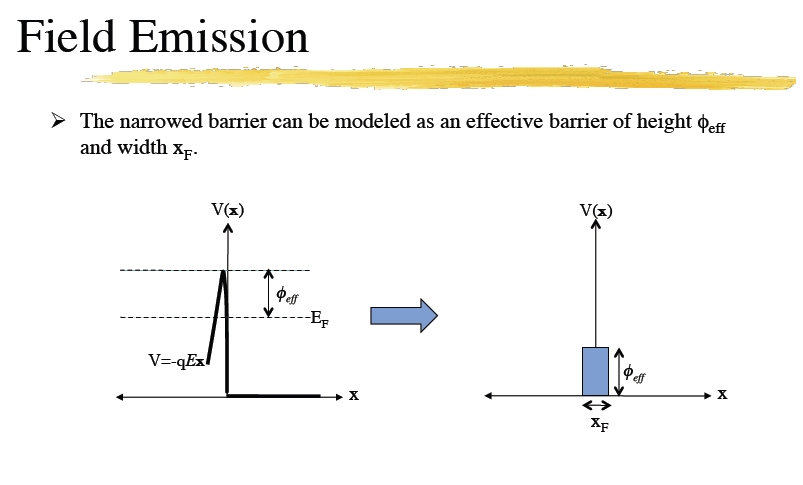 Field Emission
➢ The narrowed barrier can be modeled as an effective barrier of height ϕeff
and width xF.
V(x)
V(x)
ϕeff
EF
V=-qEx
x
ϕeff
x
xF